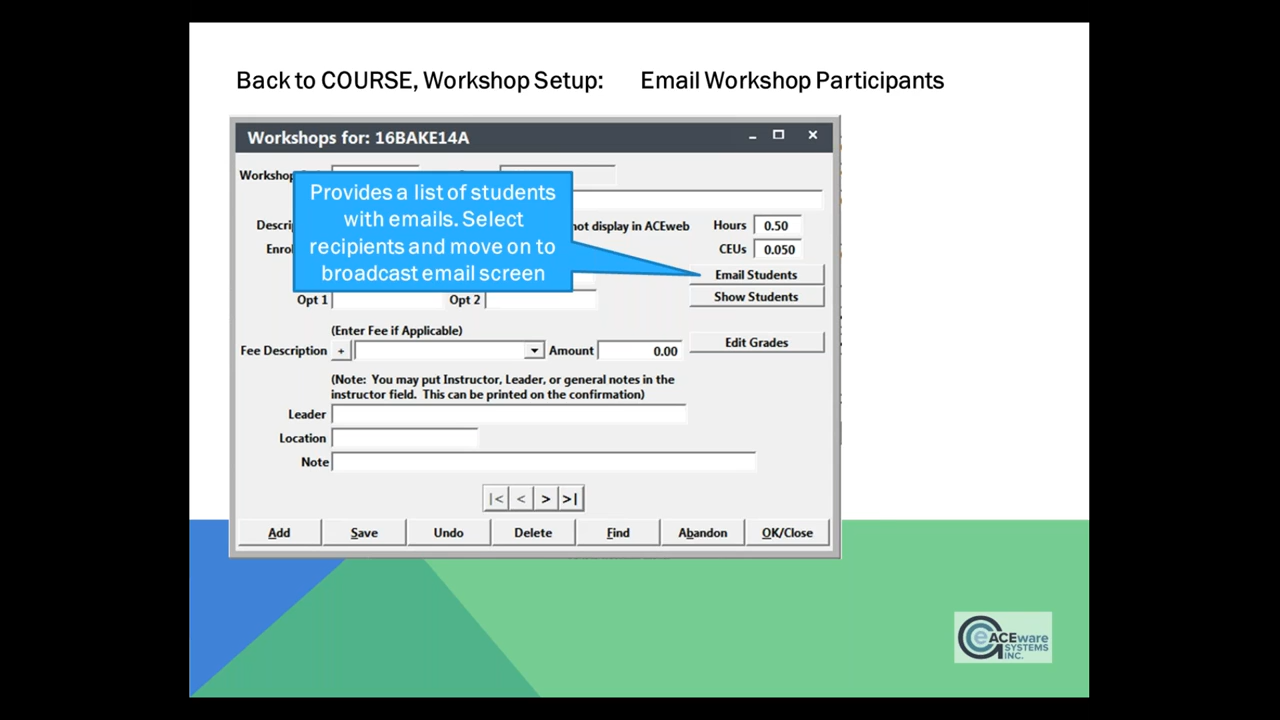 Back to COURSE, Workshop Setup: Email Workshop Participants
Workshops for: 16BAKE14A
Provides a list of students
with emails. Select
recipients and move on to
broadcast email screen
not display in ACEweb
Hours 0.50
CEUs 0.050
Email Students
Show Students
Opt 1 Opt 2
(Enter Fee if Applicable)
Fee Description + Amount 0.00
Edit Grades
(Note: You may put Instructor, Leader, or general notes in the
instructor field. This can be printed on the confirmation)
Leader
Location
Note
|< < > >|
Add Save Undo Delete Find Abandon OK/Close
ACEware
SYSTEMS
INC.